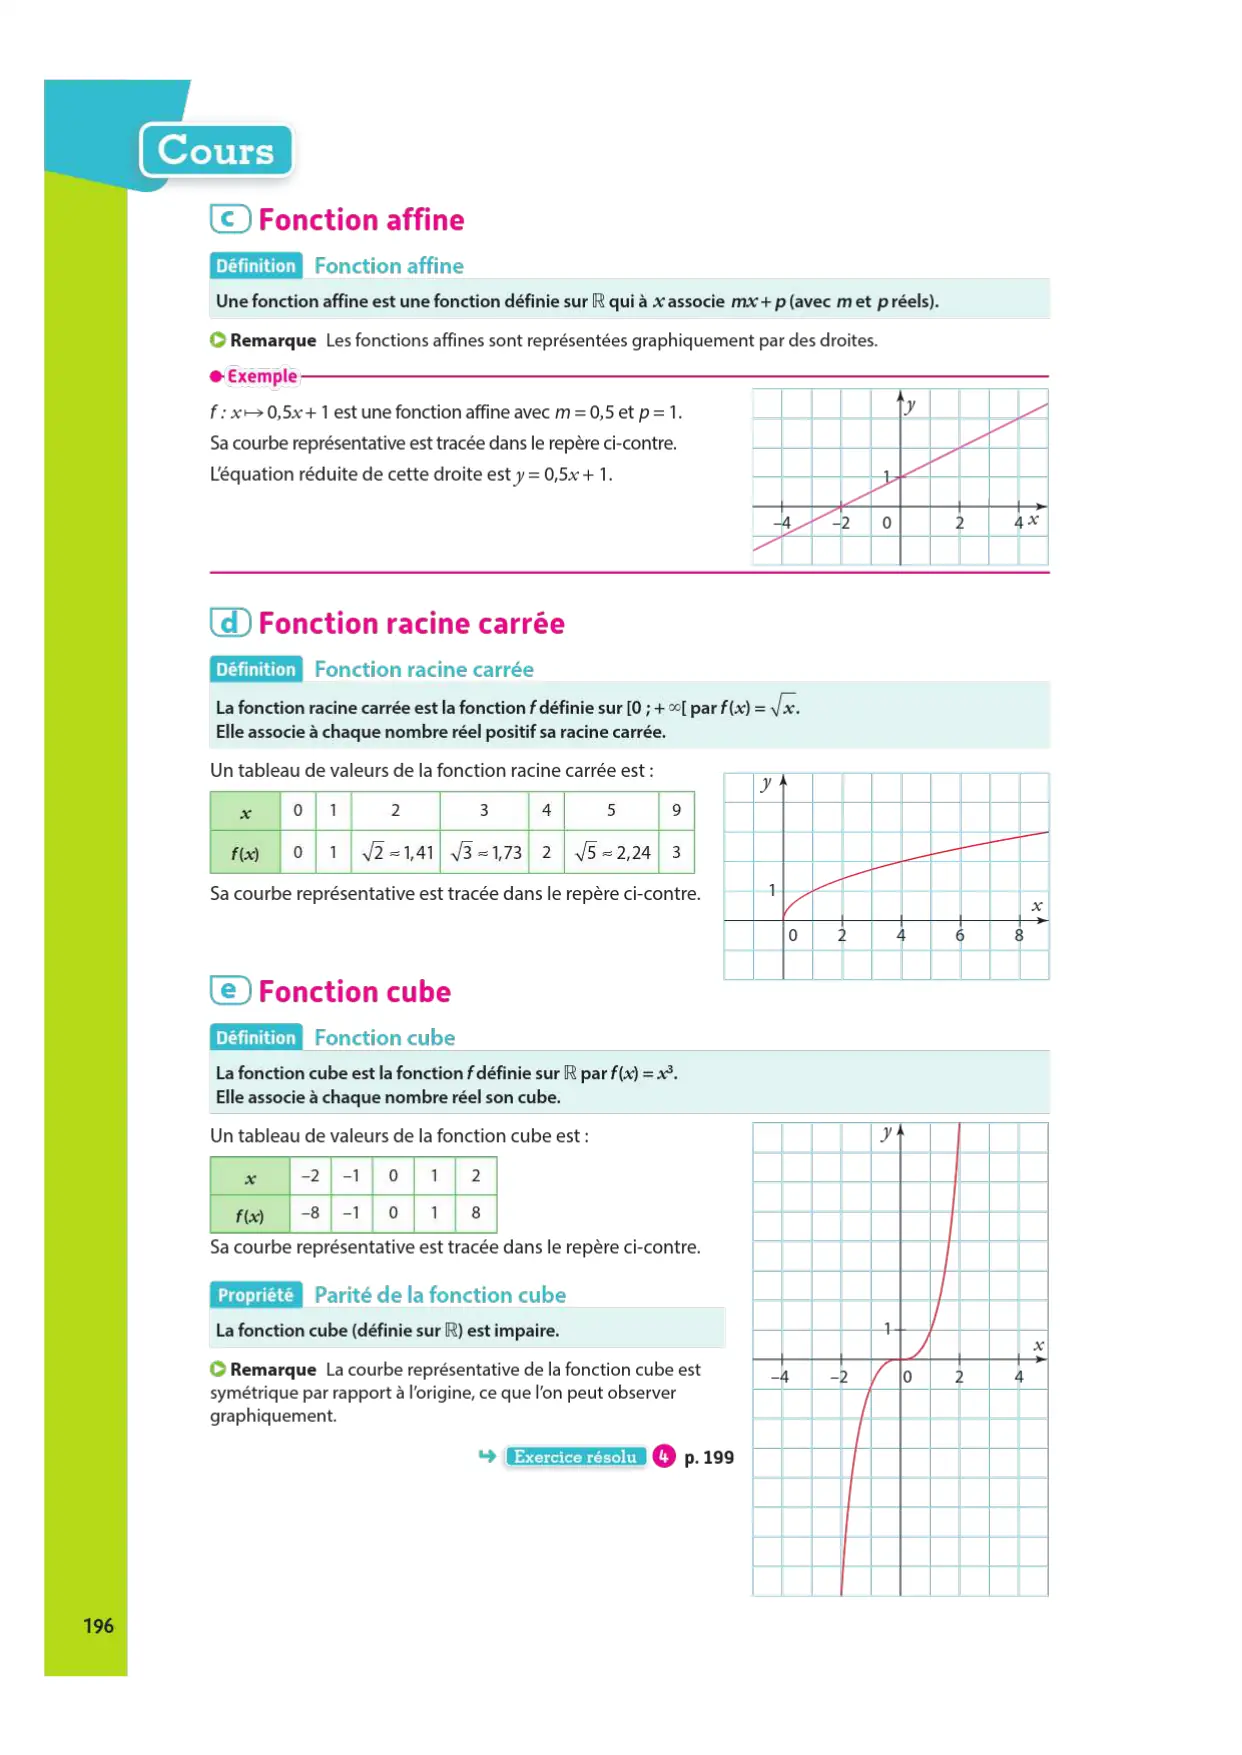 Cours
c Fonction affine
Définition Fonction affine
Une fonction affine est une fonction définie sur ℝ qui à x associe mx + p (avec m et p réels).
Remarque Les fonctions affines sont représentées graphiquement par des droites.
Exemple
f : x ↦ 0,5x + 1 est une fonction affine avec m = 0,5 et p = 1.
Sa courbe représentative est tracée dans le repère ci-contre.
L'équation réduite de cette droite est y = 0,5x + 1.
y
1
–4 –2 0 2 4 x
d Fonction racine carrée
Définition Fonction racine carrée
La fonction racine carrée est la fonction f définie sur [0 ; + ∞[ par f(x) = √x.
Elle associe à chaque nombre réel positif sa racine carrée.
Un tableau de valeurs de la fonction racine carrée est :
x 0 1 2 3 4 5 9
f(x) 0 1 √2 ≈ 1,41 √3 ≈ 1,73 2 √5 ≈ 2,24 3
Sa courbe représentative est tracée dans le repère ci-contre.
y
1
x
0 2 4 6 8
e Fonction cube
Définition Fonction cube
La fonction cube est la fonction f définie sur ℝ par f(x) = x³.
Elle associe à chaque nombre réel son cube.
Un tableau de valeurs de la fonction cube est :
x –2 –1 0 1 2
f(x) –8 –1 0 1 8
Sa courbe représentative est tracée dans le repère ci-contre.
Propriété Parité de la fonction cube
La fonction cube (définie sur ℝ) est impaire.
Remarque La courbe représentative de la fonction cube est
symétrique par rapport à l'origine, ce que l'on peut observer
graphiquement.
Exercice résolu 4 p. 199
y
1
x
–4 –2 0 2 4
196